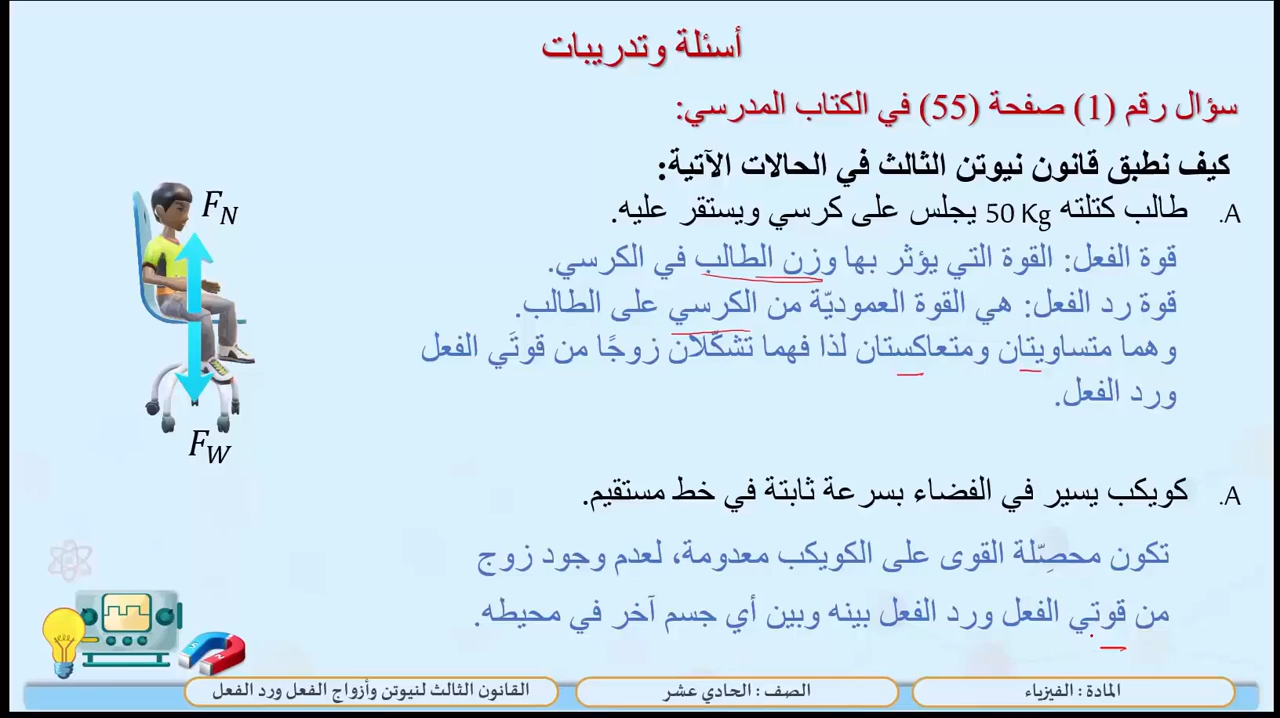 أسئلة وتدريبات
سؤال رقم (1) صفحة (55) في الكتاب المدرسي:
كيف نطبق قانون نيوتن الثالث في الحالات الآتية:
A. طالب كتلته 50 Kg يجلس على كرسي ويستقر عليه.
قوة الفعل: القوة التي يؤثر بها وزن الطالب في الكرسي.
قوة رد الفعل: هي القوة العموديّة من الكرسي على الطالب.
وهما متساويتان ومتعاكستان لذا فهما تشكّلان زوجًا من قوتَي الفعل
ورد الفعل.
F_N
F_W
A. كويكب يسير في الفضاء بسرعة ثابتة في خط مستقيم.
تكون محصِّلة القوى على الكويكب معدومة، لعدم وجود زوج
من قوتي الفعل ورد الفعل بينه وبين أي جسم آخر في محيطه.
المادة : الفيزياء
الصف : الحادي عشر
القانون الثالث لنيوتن وأزواج الفعل ورد الفعل